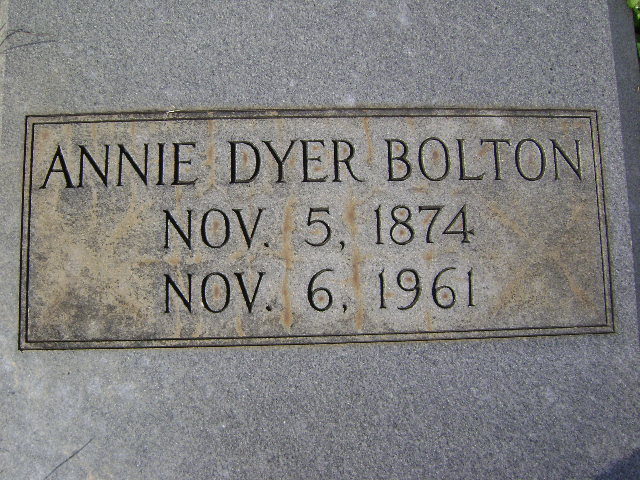 ANNIE DYER BOLTON
NOV. 5, 1874
NOV. 6, 1961